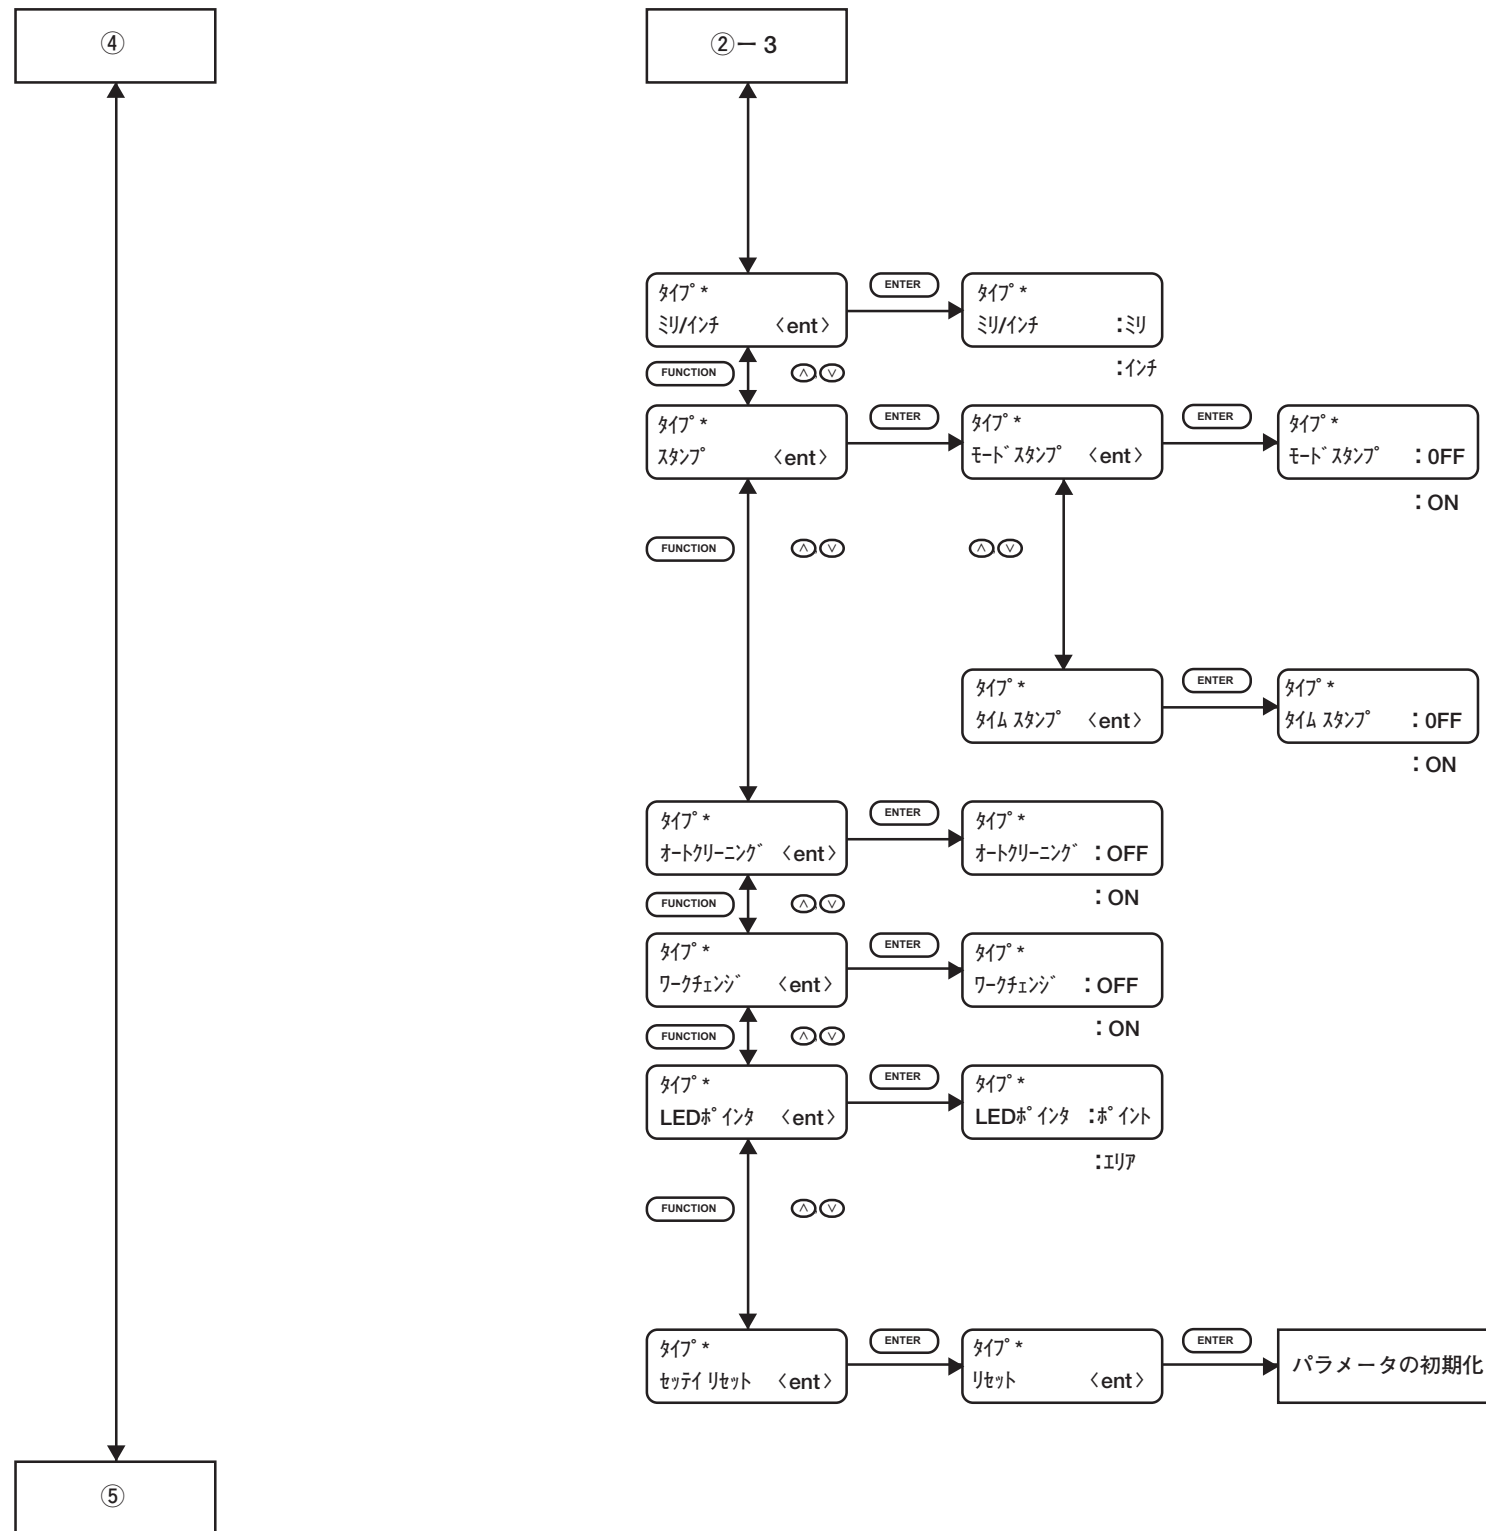 ④
②ー 3
ﾀｲﾌﾟ *
ﾐﾘ/ｲﾝﾁ 〈ent〉
ENTER
ﾀｲﾌﾟ *
ﾐﾘ/ｲﾝﾁ :ﾐﾘ
:ｲﾝﾁ
FUNCTION
∧ ∨
ﾀｲﾌﾟ *
ｽﾀﾝﾌﾟ 〈ent〉
ENTER
ﾀｲﾌﾟ *
ﾓｰﾄﾞ ｽﾀﾝﾌﾟ 〈ent〉
ENTER
ﾀｲﾌﾟ *
ﾓｰﾄﾞ ｽﾀﾝﾌﾟ : 0FF
: ON
FUNCTION
∧ ∨
∧ ∨
ﾀｲﾌﾟ *
ﾀｲﾑ ｽﾀﾝﾌﾟ 〈ent〉
ENTER
ﾀｲﾌﾟ *
ﾀｲﾑ ｽﾀﾝﾌﾟ : 0FF
: ON
ﾀｲﾌﾟ *
ｵｰﾄｸﾘｰﾆﾝｸﾞ 〈ent〉
ENTER
ﾀｲﾌﾟ *
ｵｰﾄｸﾘｰﾆﾝｸﾞ : OFF
: ON
FUNCTION
∧ ∨
ﾀｲﾌﾟ *
ﾜｰｸﾁｪﾝｼﾞ 〈ent〉
ENTER
ﾀｲﾌﾟ *
ﾜｰｸﾁｪﾝｼﾞ : OFF
: ON
FUNCTION
∧ ∨
ﾀｲﾌﾟ *
LEDﾎﾟｲﾝﾀ 〈ent〉
ENTER
ﾀｲﾌﾟ *
LEDﾎﾟｲﾝﾀ :ﾎﾟｲﾝﾄ
:ｴﾘｱ
FUNCTION
∧ ∨
ﾀｲﾌﾟ *
ｾｯﾃｲ ﾘｾｯﾄ 〈ent〉
ENTER
ﾀｲﾌﾟ *
ﾘｾｯﾄ 〈ent〉
ENTER
パラメータの初期化
⑤